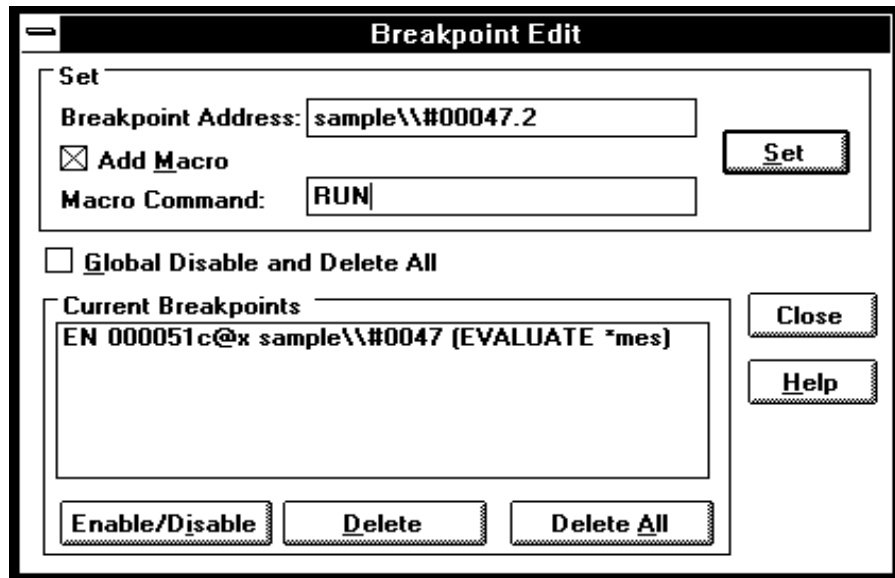 Breakpoint Edit
Set
Breakpoint Address: sample\\#00047.2
Add Macro
Set
Macro Command: RUN
Global Disable and Delete All
Current Breakpoints
EN 000051c@x sample\\#0047 (EVALUATE *mes)
Close
Help
Enable/Disable Delete Delete All